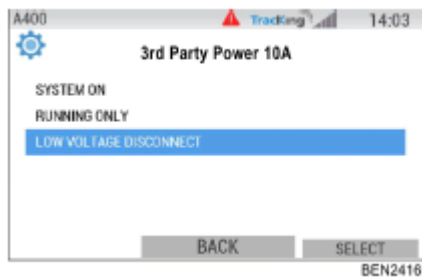 A400 TracKing 14:03
3rd Party Power 10A
SYSTEM ON
RUNNING ONLY
LOW VOLTAGE DISCONNECT
BACK SELECT
BEN2416